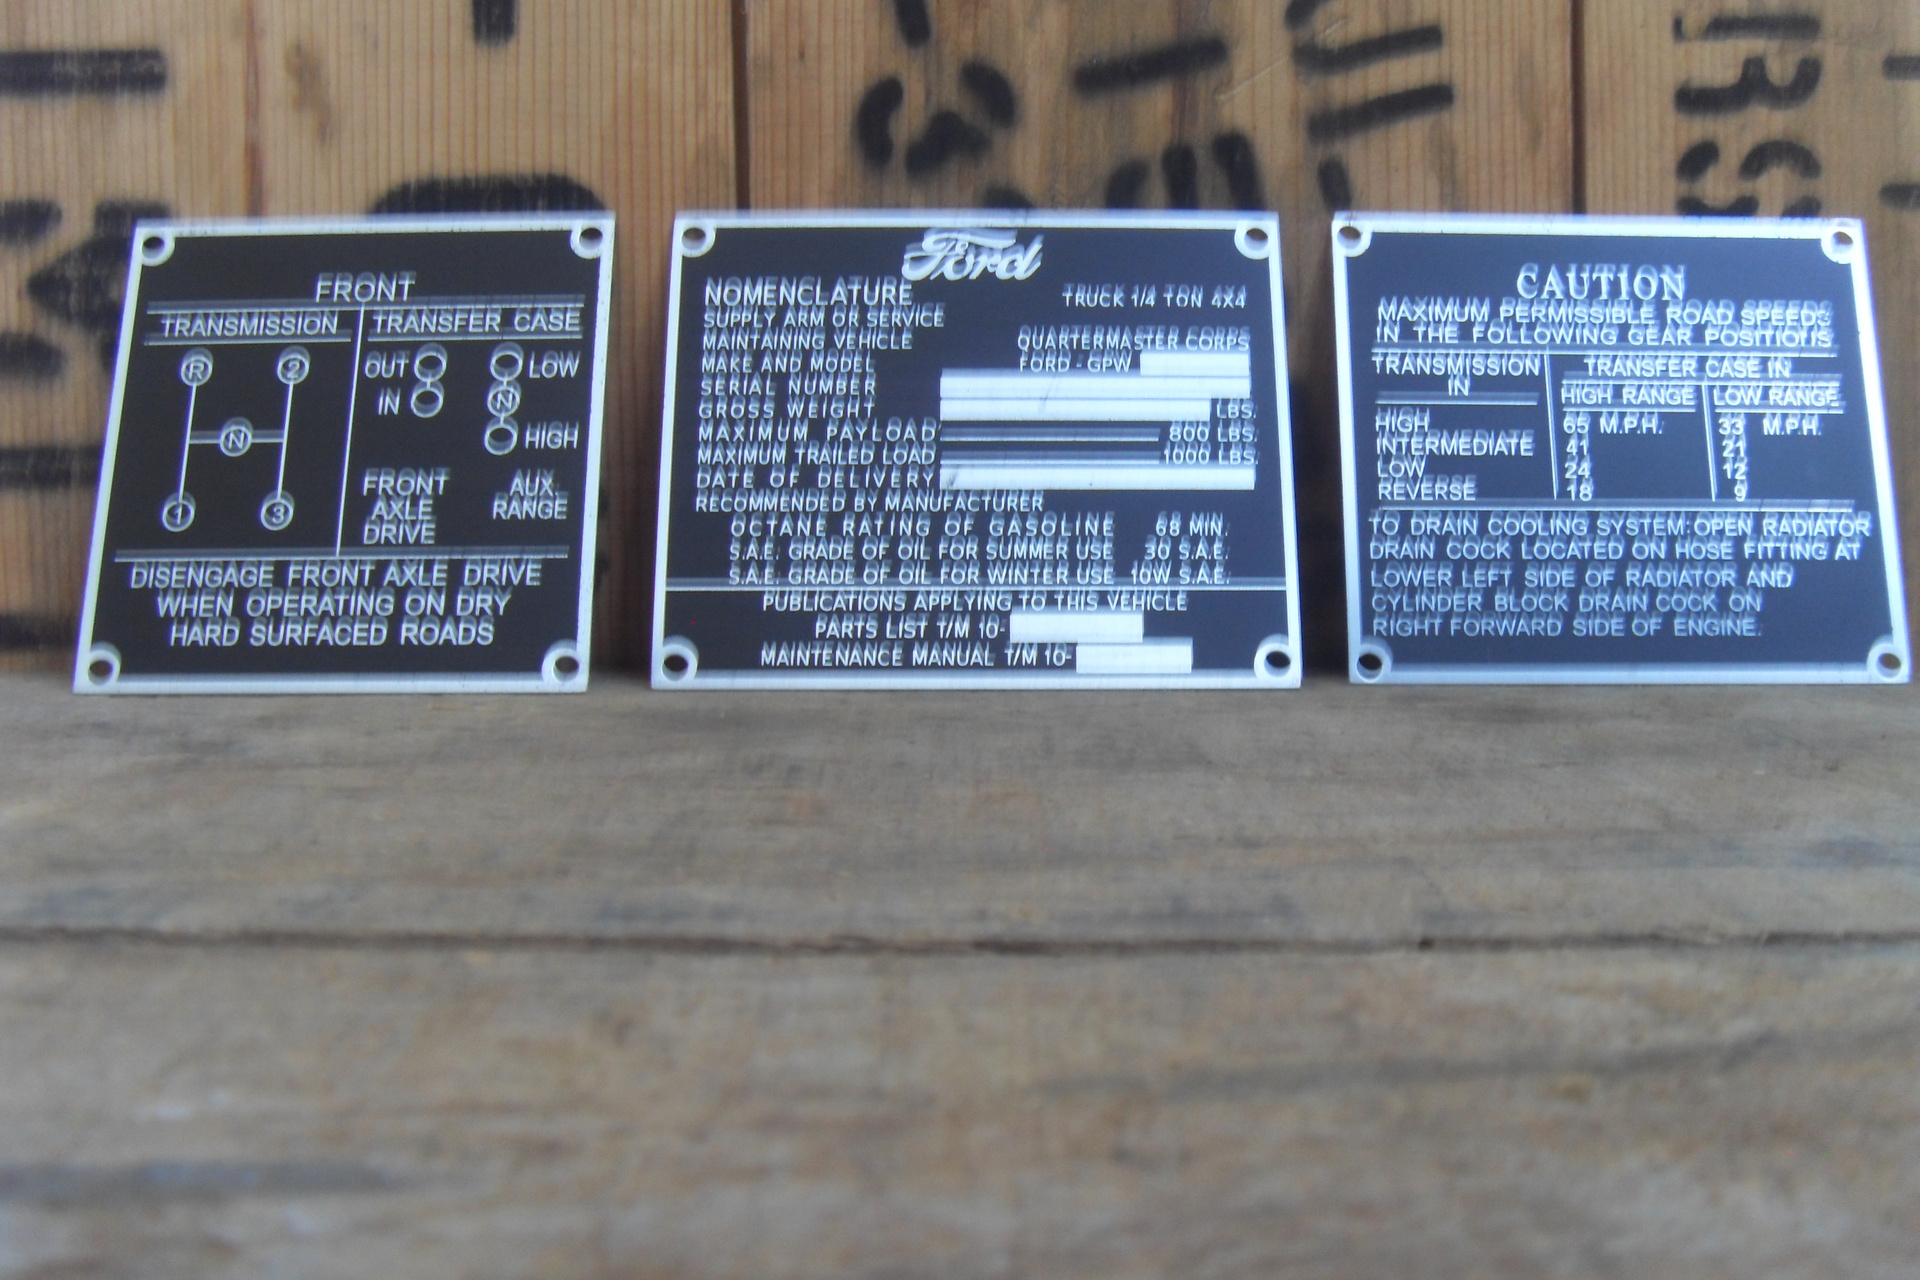 FRONT
TRANSMISSION
TRANSFER CASE
R 2
N
1 3
OUT LOW
IN N
HIGH
FRONT AXLE DRIVE
AUX. RANGE
DISENGAGE FRONT AXLE DRIVE
WHEN OPERATING ON DRY
HARD SURFACED ROADS
Ford
NOMENCLATURE TRUCK 1/4 TON 4X4
SUPPLY ARM OR SERVICE
MAINTAINING VEHICLE QUARTERMASTER CORPS
MAKE AND MODEL FORD - GPW
SERIAL NUMBER
GROSS WEIGHT LBS.
MAXIMUM PAYLOAD 800 LBS.
MAXIMUM TRAILED LOAD 1000 LBS.
DATE OF DELIVERY
RECOMMENDED BY MANUFACTURER
OCTANE RATING OF GASOLINE 68 MIN.
S.A.E. GRADE OF OIL FOR SUMMER USE 30 S.A.E.
S.A.E. GRADE OF OIL FOR WINTER USE 10W S.A.E.
PUBLICATIONS APPLYING TO THIS VEHICLE
PARTS LIST T/M 10-
MAINTENANCE MANUAL T/M 10-
CAUTION
MAXIMUM PERMISSIBLE ROAD SPEEDS
IN THE FOLLOWING GEAR POSITIONS
TRANSMISSION IN
TRANSFER CASE IN
HIGH RANGE LOW RANGE
HIGH 65 M.P.H. 33 M.P.H.
INTERMEDIATE 41 21
LOW 24 12
REVERSE 18 9
TO DRAIN COOLING SYSTEM: OPEN RADIATOR
DRAIN COCK LOCATED ON HOSE FITTING AT
LOWER LEFT SIDE OF RADIATOR AND
CYLINDER BLOCK DRAIN COCK ON
RIGHT FORWARD SIDE OF ENGINE.